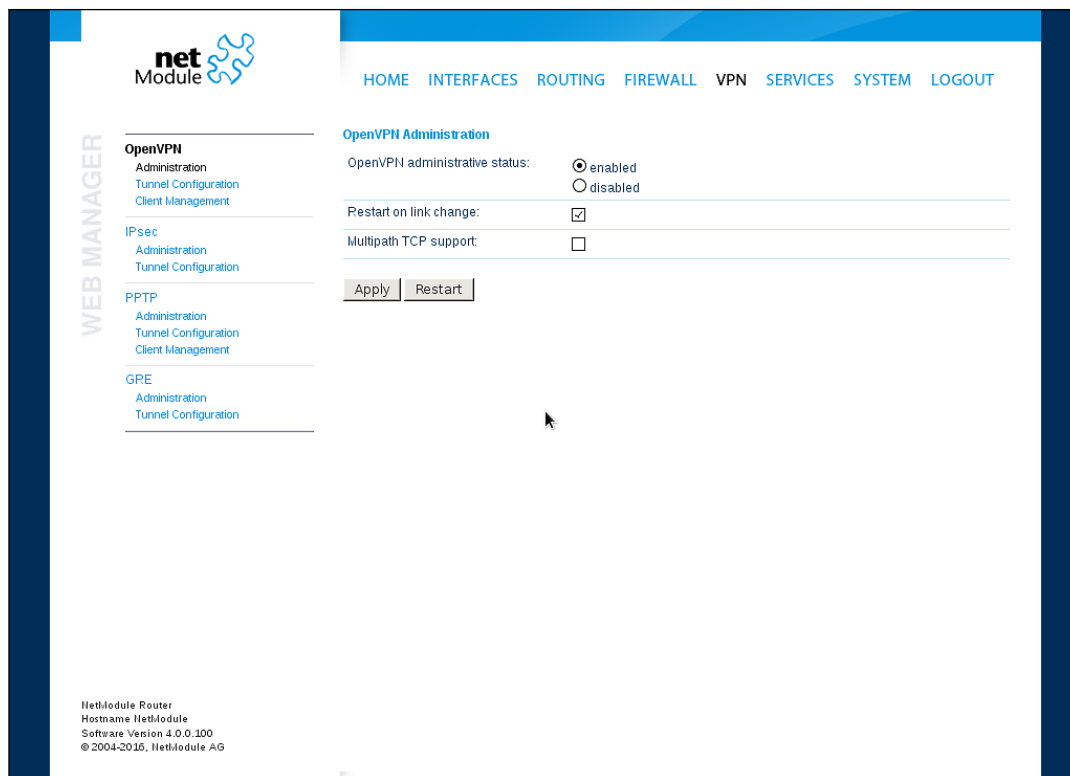 net
Module
HOME INTERFACES ROUTING FIREWALL VPN SERVICES SYSTEM LOGOUT
WEB MANAGER
OpenVPN
Administration
Tunnel Configuration
Client Management
IPsec
Administration
Tunnel Configuration
PPTP
Administration
Tunnel Configuration
Client Management
GRE
Administration
Tunnel Configuration
OpenVPN Administration
OpenVPN administrative status:
enabled
disabled
Restart on link change:
Multipath TCP support:
Apply Restart
NetModule Router
Hostname NetModule
Software Version 4.0.0.100
© 2004-2016, NetModule AG